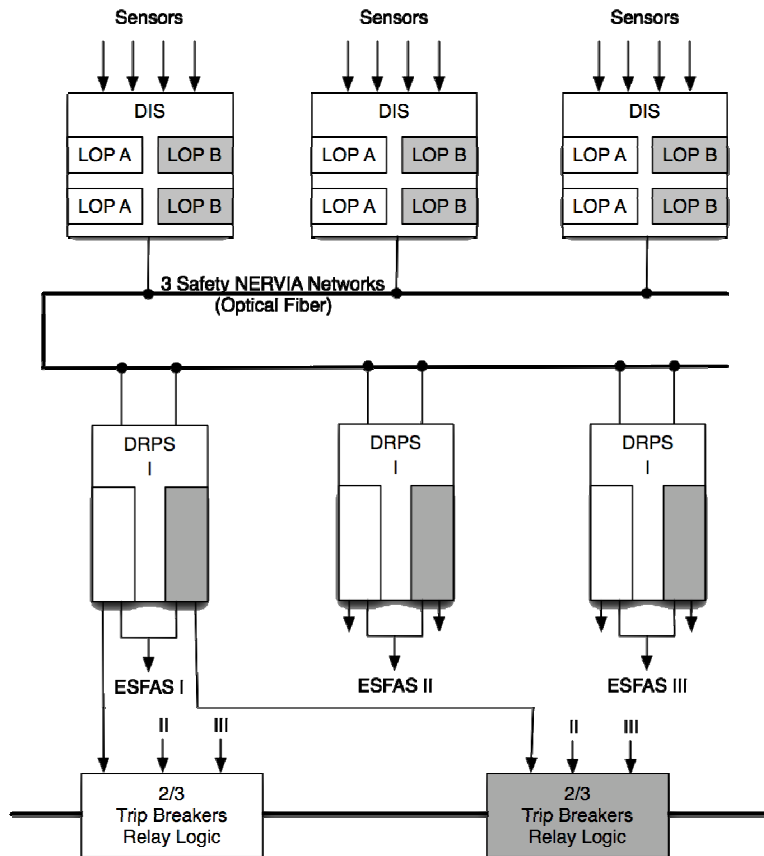 Sensors Sensors Sensors
DIS DIS DIS
LOP A LOP B LOP A LOP B LOP A LOP B
LOP A LOP B LOP A LOP B LOP A LOP B
3 Safety NERVIA Networks
(Optical Fiber)
DRPS DRPS DRPS
I I I
ESFAS I ESFAS II ESFAS III
II III II III
2/3 2/3
Trip Breakers Trip Breakers
Relay Logic Relay Logic